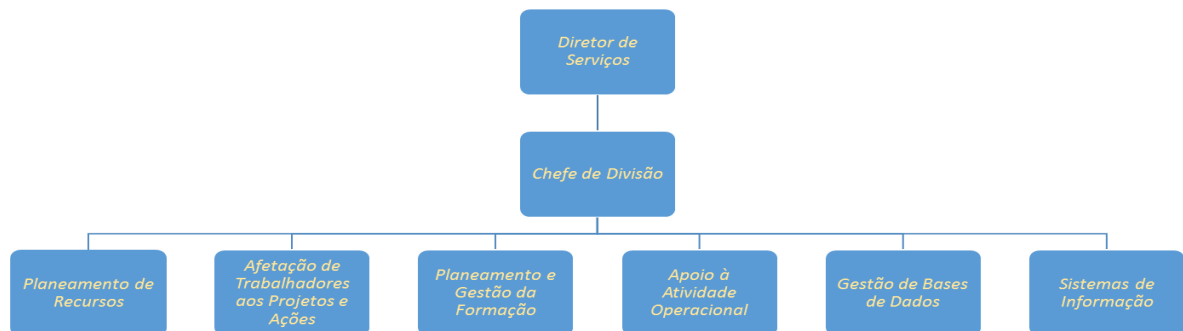 Diretor de
Serviços
Chefe de Divisão
Planeamento de
Recursos
Afetação de
Trabalhadores
aos Projetos e
Ações
Planeamento e
Gestão da
Formação
Apoio à
Atividade
Operacional
Gestão de Bases
de Dados
Sistemas de
Informação